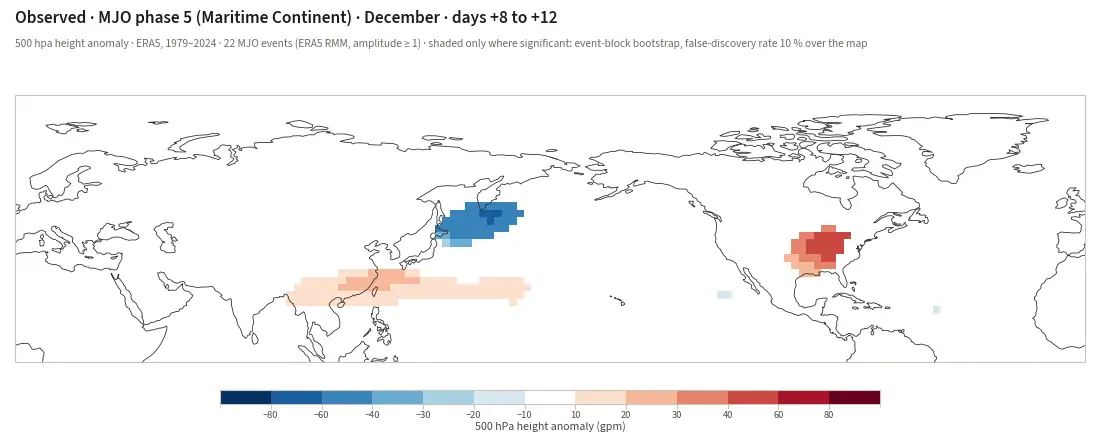 Observed · MJO phase 5 (Maritime Continent) · December · days +8 to +12
500 hpa height anomaly · ERA5, 1979–2024 · 22 MJO events (ERA5 RMM, amplitude ≥ 1) · shaded only where significant: event-block bootstrap, false-discovery rate 10 % over the map
−80 −60 −40 −30 −20 −10 10 20 30 40 60 80
500 hPa height anomaly (gpm)